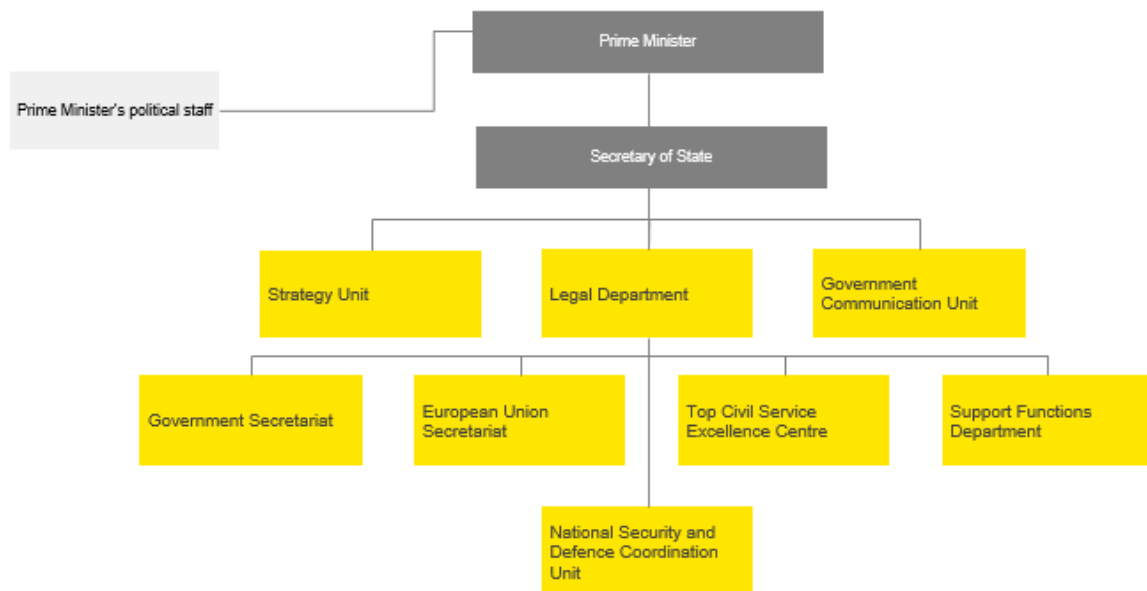 Prime Minister
Prime Minister's political staff
Secretary of State
Strategy Unit
Legal Department
Government
Communication Unit
Government Secretariat
European Union
Secretariat
Top Civil Service
Excellence Centre
Support Functions
Department
National Security and
Defence Coordination
Unit